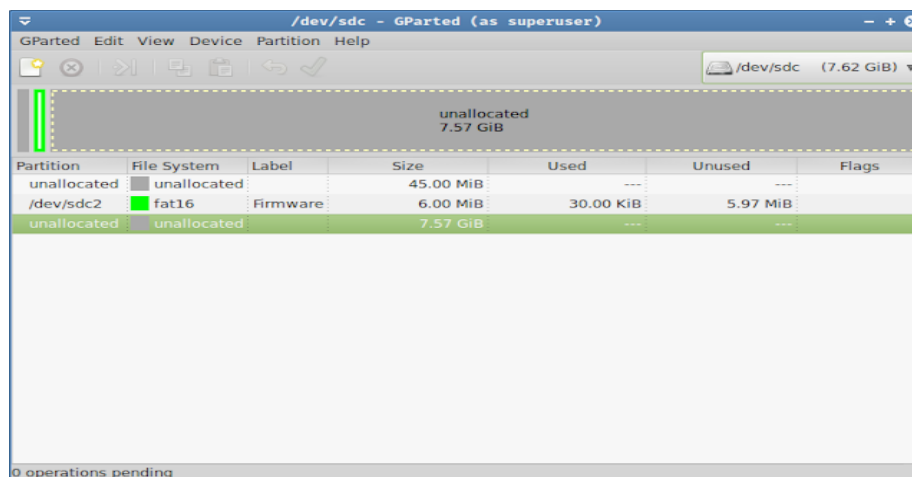 /dev/sdc - GParted (as superuser)
GParted Edit View Device Partition Help
/dev/sdc (7.62 GiB)
unallocated
7.57 GiB
Partition File System Label Size Used Unused Flags
unallocated unallocated 45.00 MiB --- ---
/dev/sdc2 fat16 Firmware 6.00 MiB 30.00 KiB 5.97 MiB
unallocated unallocated 7.57 GiB --- ---
0 operations pending